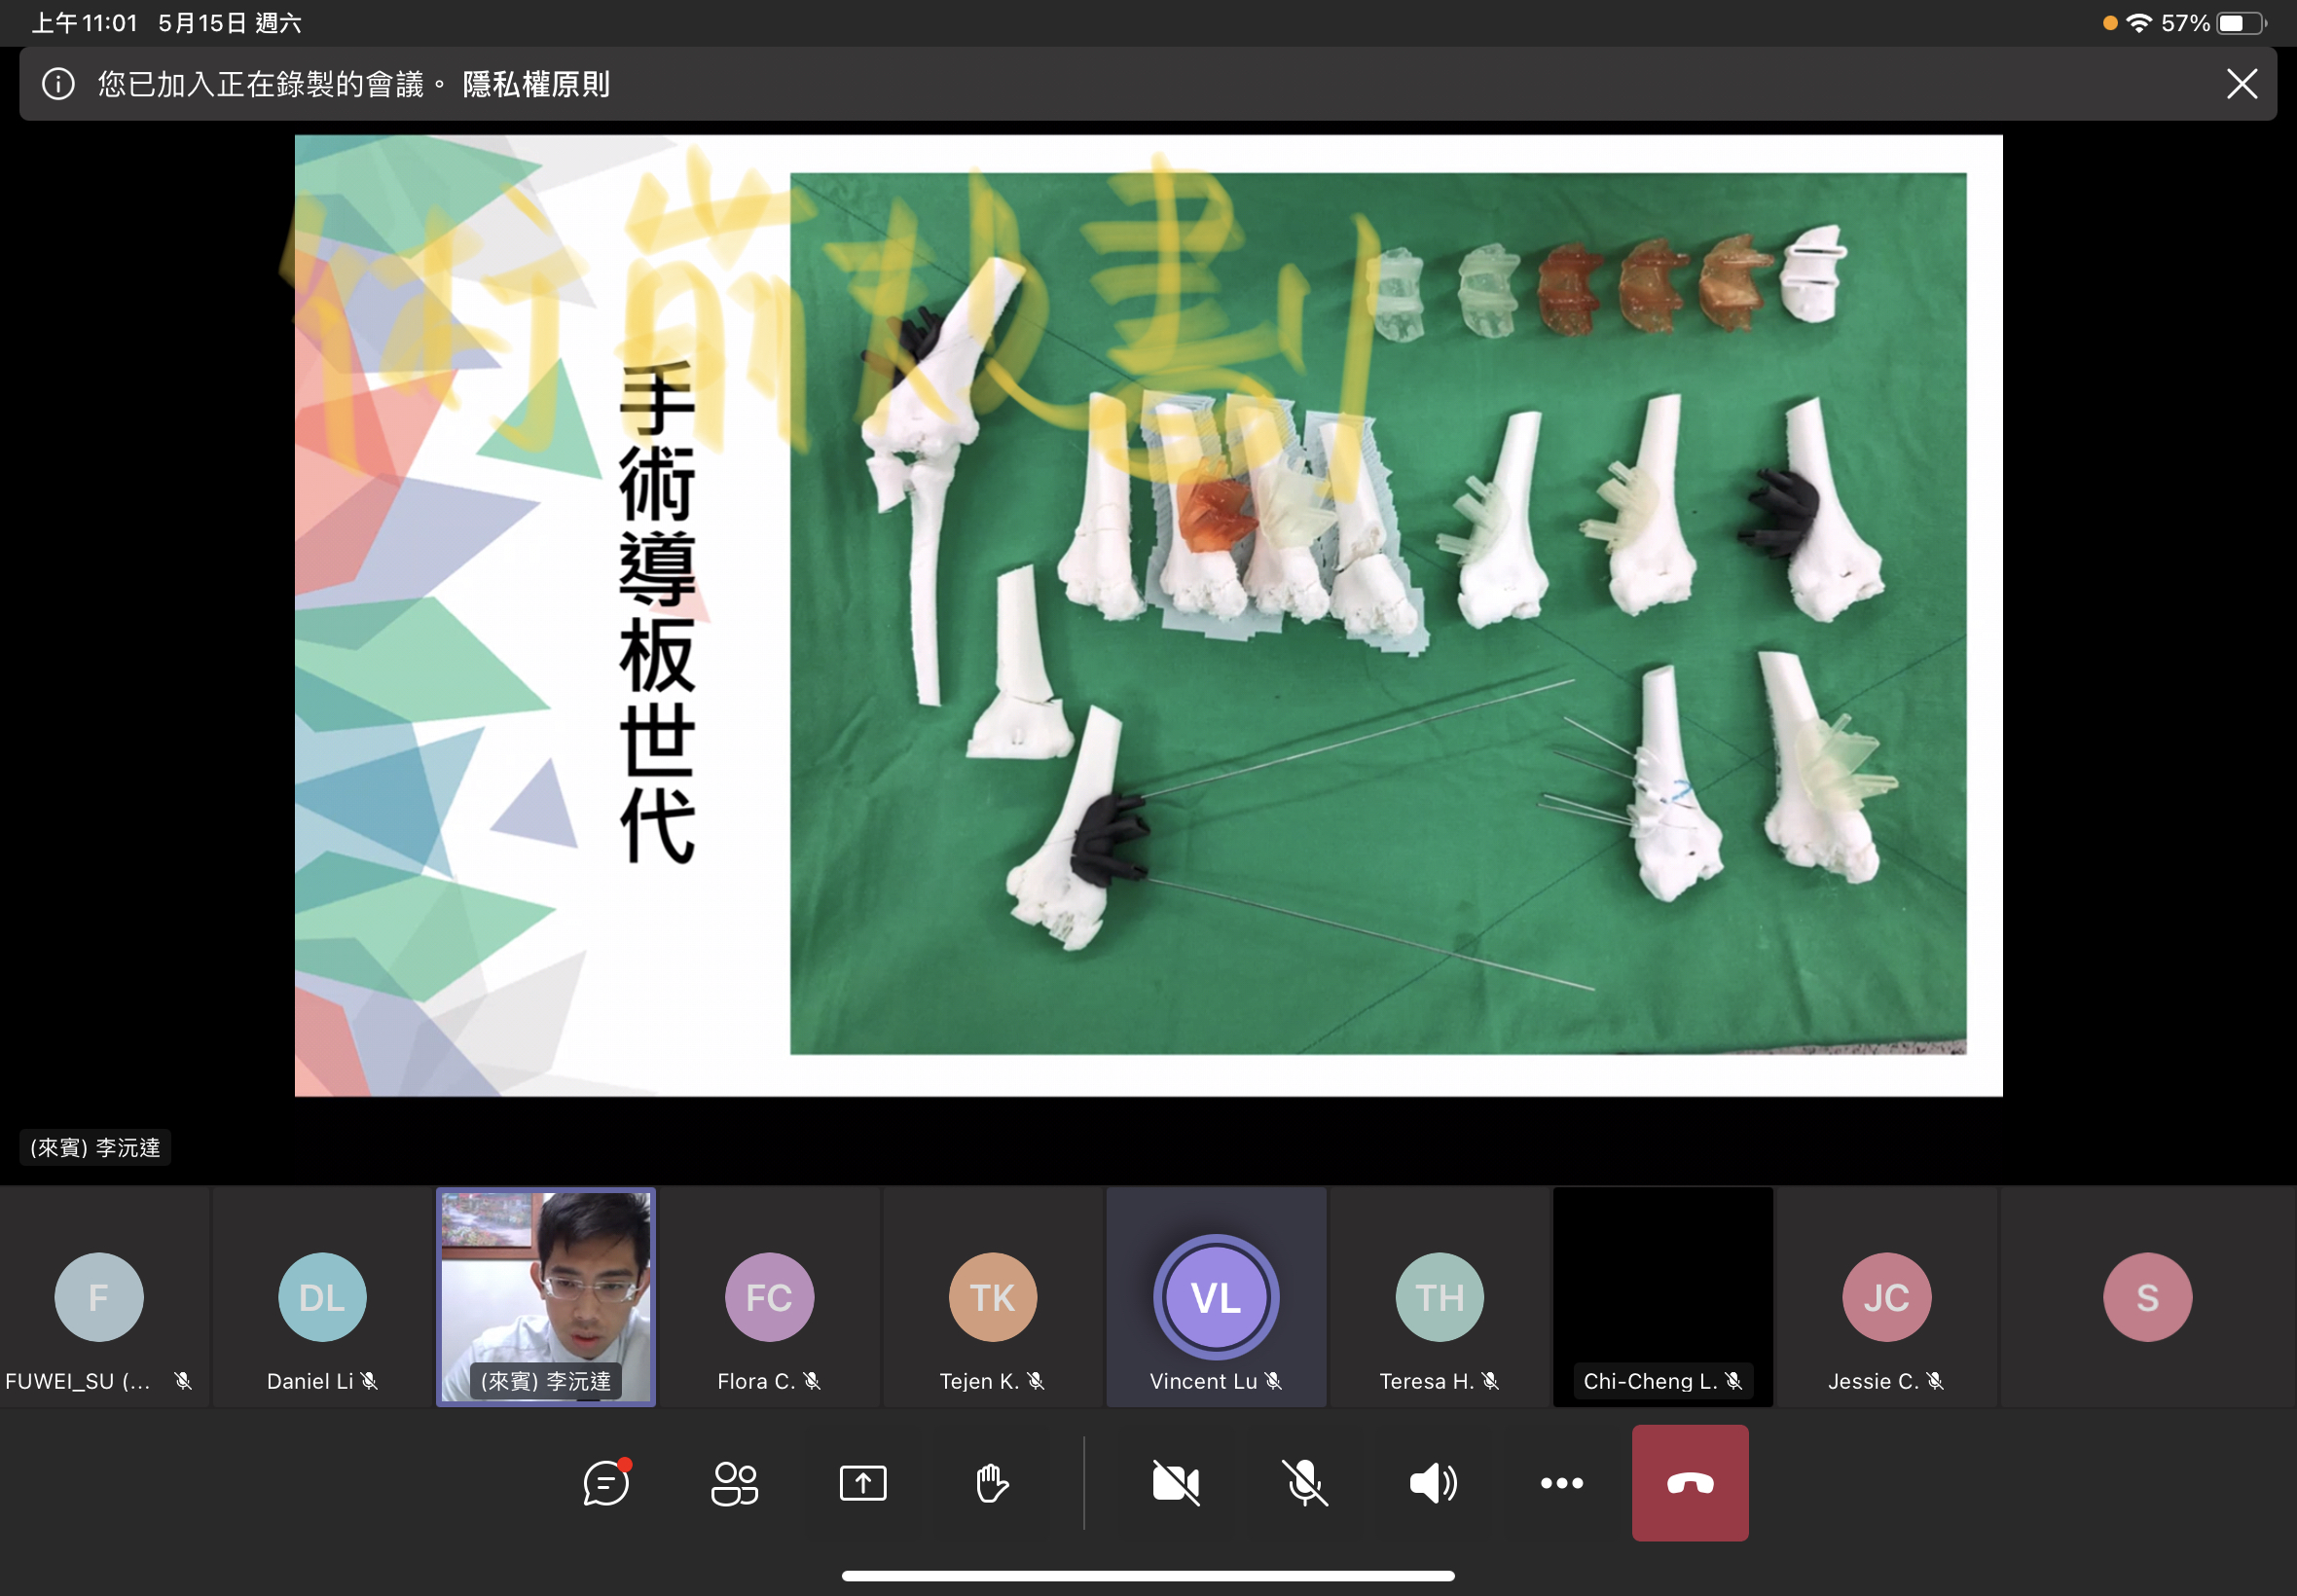 上午11:01 5月15日 週六
57%
您已加入正在錄製的會議。 隱私權原則
術前規劃
手術導板世代
(來賓) 李沅達
F
DL
FC
TK
VL
TH
JC
S
FUWEI_SU (...
Daniel Li
(來賓) 李沅達
Flora C.
Tejen K.
Vincent Lu
Teresa H.
Chi-Cheng L.
Jessie C.